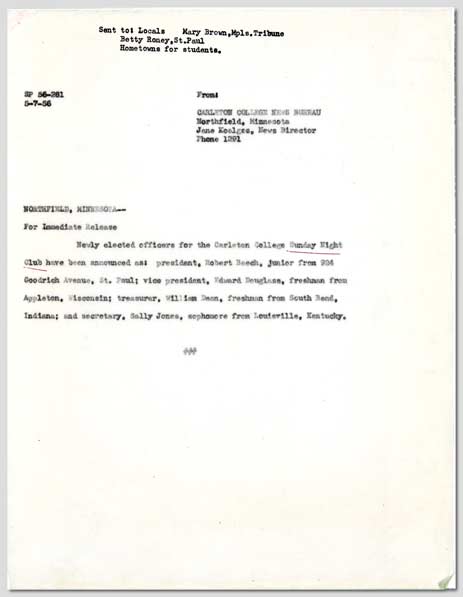 Sent to: Locals Mary Brown,Mpls.Tribune
Betty Roney,St.Paul
Hometowns for students.
SP 56-281
5-7-56
From:
CARLETON COLLEGE NEWS BUREAU
Northfield, Minnesota
Jane News Director
Phone 1291
NORTHFIELD, MINNESOTA--
For Immediate Release
Newly elected officers for the Carleton College Sunday Night
Club have been announced as: president, Robert Beech, junior from 924
Goodrich Avenue, St. Paul; vice president, Edward Douglass, freshman from
Appleton, Wisconsin; treasurer, William Dean, freshman from South Bend,
Indiana; and secretary, Sally Jones, sophomore from Louisville, Kentucky.
###